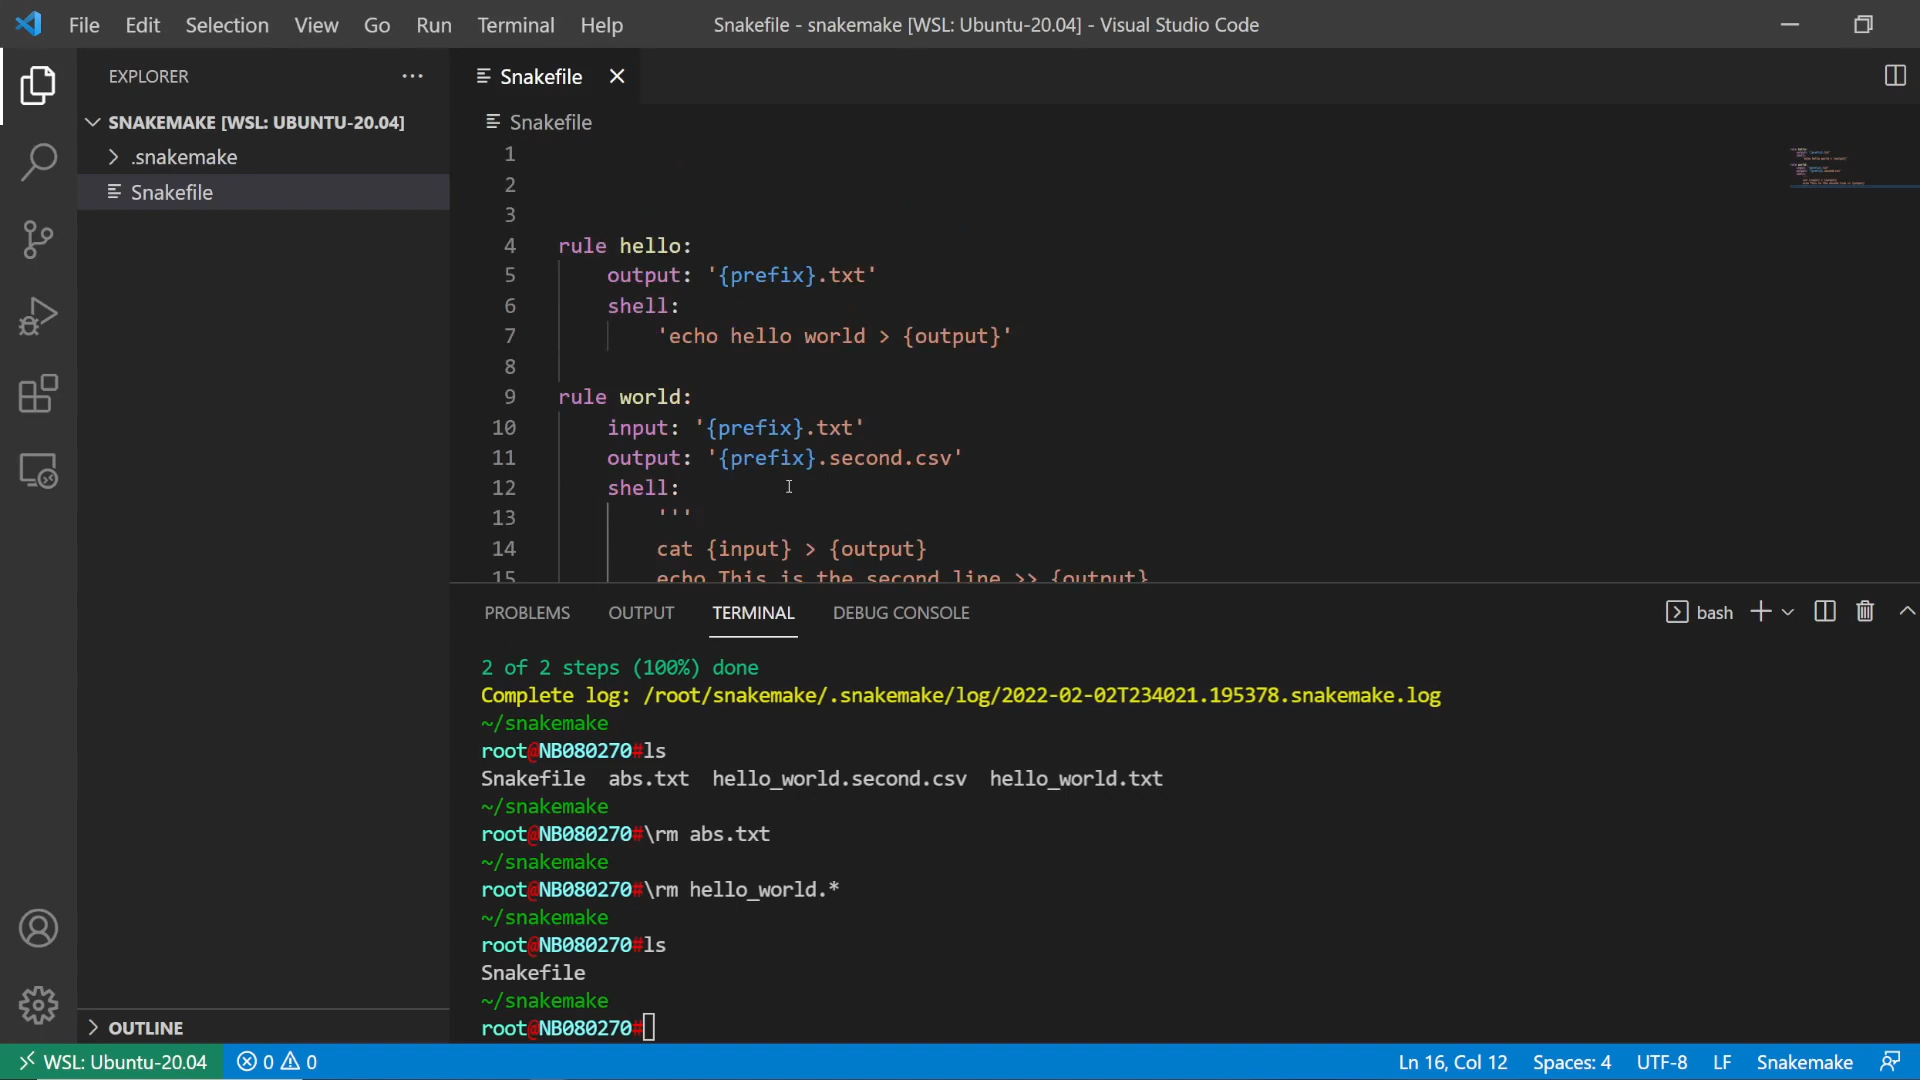 File Edit Selection View Go Run Terminal Help Snakefile - snakemake [WSL: Ubuntu-20.04] - Visual Studio Code
EXPLORER
SNAKEMAKE [WSL: UBUNTU-20.04]
.snakemake
Snakefile
OUTLINE
Snakefile
Snakefile
1
2
3
4 rule hello:
5 output: '{prefix}.txt'
6 shell:
7 'echo hello world > {output}'
8
9 rule world:
10 input: '{prefix}.txt'
11 output: '{prefix}.second.csv'
12 shell:
13 '''
14 cat {input} > {output}
15 echo This is the second line >> {output}
PROBLEMS OUTPUT TERMINAL DEBUG CONSOLE bash
2 of 2 steps (100%) done
Complete log: /root/snakemake/.snakemake/log/2022-02-02T234021.195378.snakemake.log
~/snakemake
root@NB080270#ls
Snakefile abs.txt hello_world.second.csv hello_world.txt
~/snakemake
root@NB080270#\rm abs.txt
~/snakemake
root@NB080270#\rm hello_world.*
~/snakemake
root@NB080270#ls
Snakefile
~/snakemake
root@NB080270#
WSL: Ubuntu-20.04 0 0 Ln 16, Col 12 Spaces: 4 UTF-8 LF Snakemake